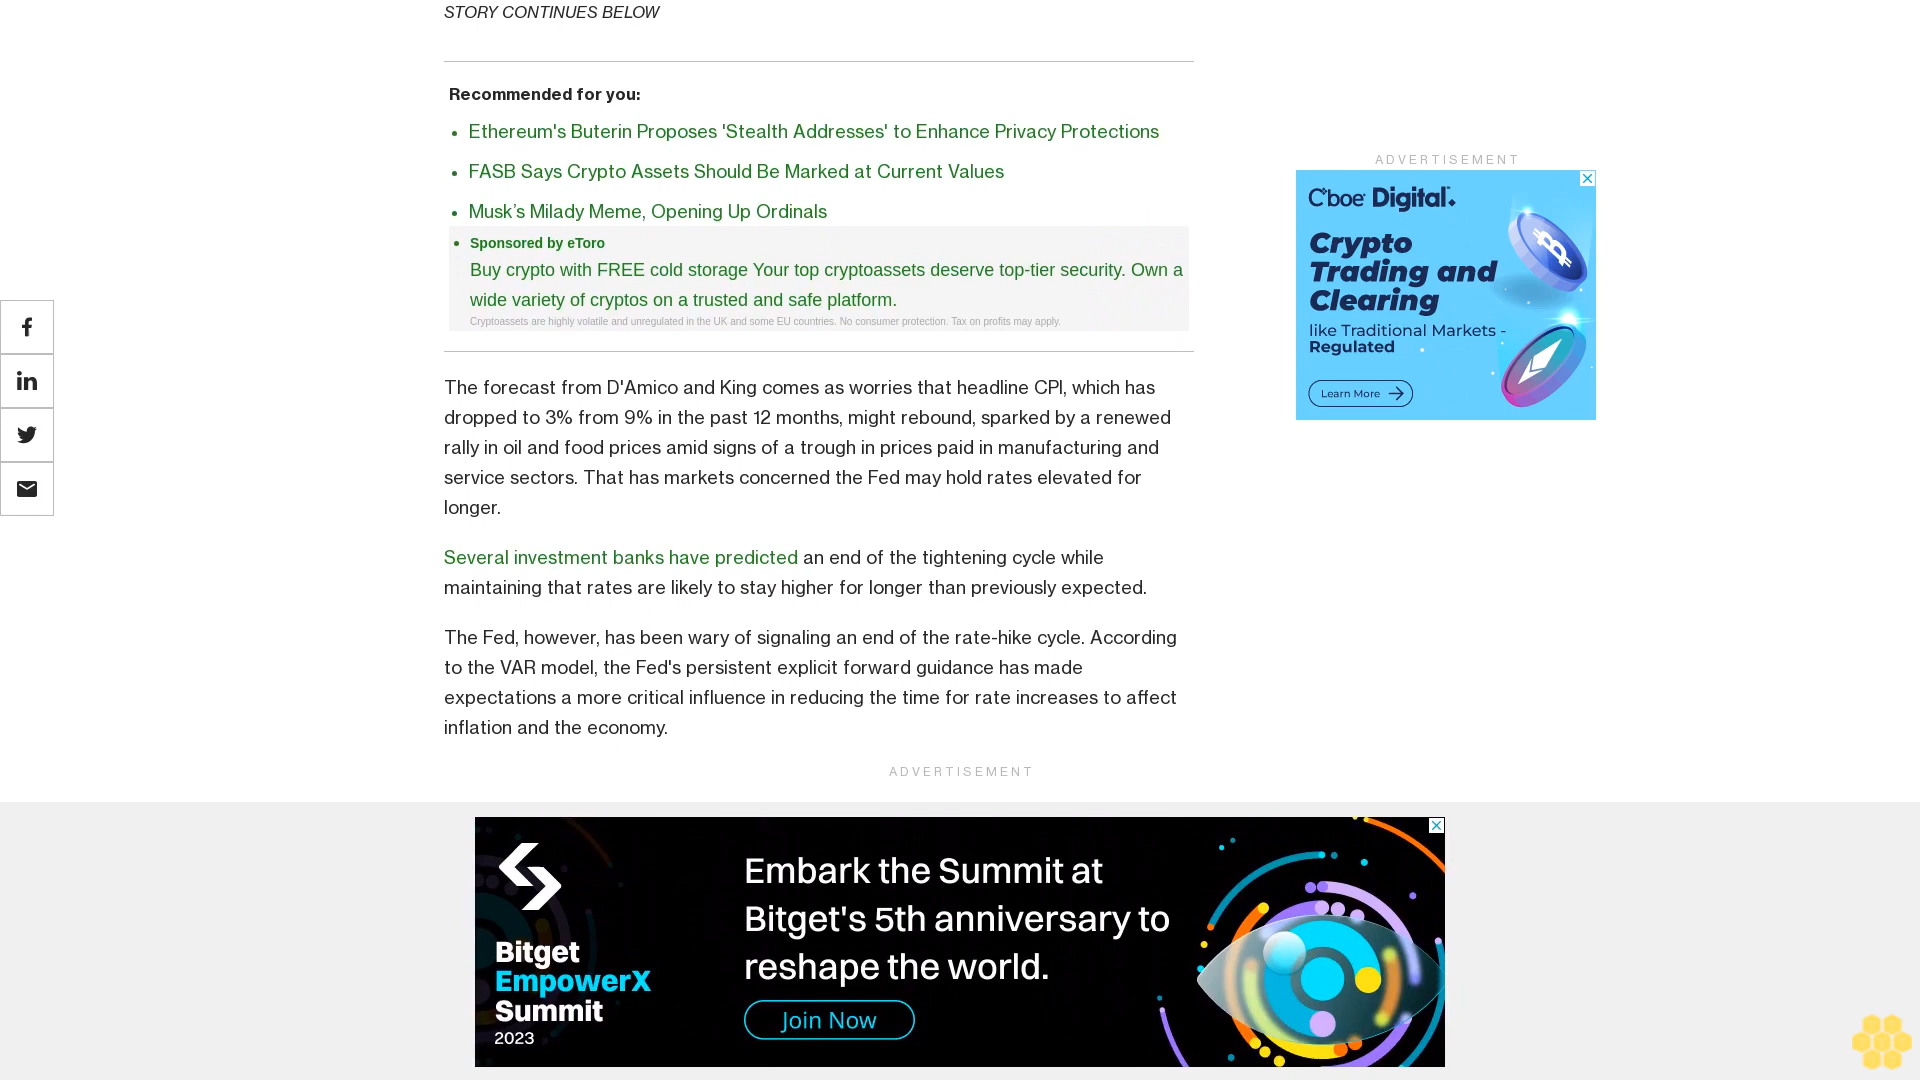 STORY CONTINUES BELOW
Recommended for you:
Ethereum's Buterin Proposes 'Stealth Addresses' to Enhance Privacy Protections
FASB Says Crypto Assets Should Be Marked at Current Values
Musk’s Milady Meme, Opening Up Ordinals
Sponsored by eToro
Buy crypto with FREE cold storage Your top cryptoassets deserve top-tier security. Own a
wide variety of cryptos on a trusted and safe platform.
Cryptoassets are highly volatile and unregulated in the UK and some EU countries. No consumer protection. Tax on profits may apply.
The forecast from D'Amico and King comes as worries that headline CPI, which has
dropped to 3% from 9% in the past 12 months, might rebound, sparked by a renewed
rally in oil and food prices amid signs of a trough in prices paid in manufacturing and
service sectors. That has markets concerned the Fed may hold rates elevated for
longer.
Several investment banks have predicted an end of the tightening cycle while
maintaining that rates are likely to stay higher for longer than previously expected.
The Fed, however, has been wary of signaling an end of the rate-hike cycle. According
to the VAR model, the Fed's persistent explicit forward guidance has made
expectations a more critical influence in reducing the time for rate increases to affect
inflation and the economy.
ADVERTISEMENT
Cboe Digital
Crypto
Trading and
Clearing
like Traditional Markets -
Regulated
Learn More
ADVERTISEMENT
Bitget
EmpowerX
Summit
2023
Embark the Summit at
Bitget's 5th anniversary to
reshape the world.
Join Now